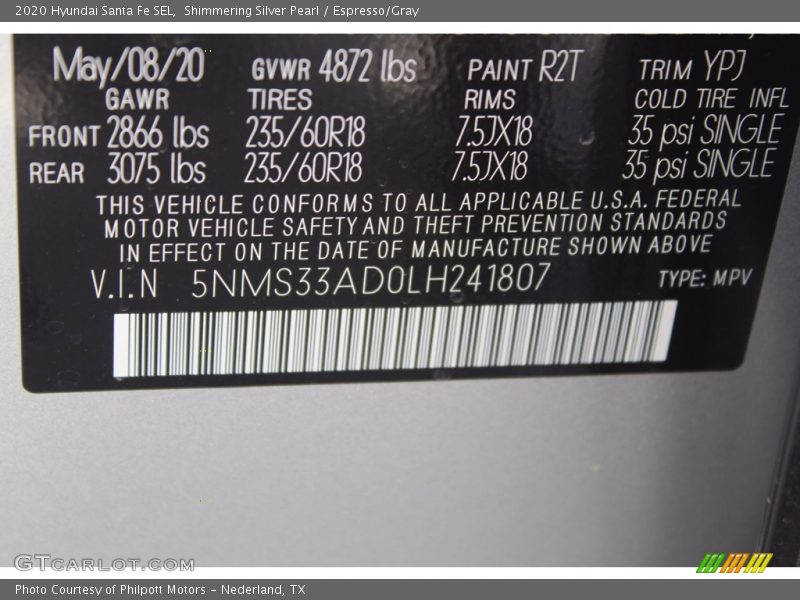 2020 Hyundai Santa Fe SEL,  Shimmering Silver Pearl / Espresso/Gray
May/08/20 GVWR 4872 lbs PAINT R2T TRIM YPJ
GAWR TIRES RIMS COLD TIRE INFL
FRONT 2866 lbs 235/60R18 7.5JX18 35 psi SINGLE
REAR 3075 lbs 235/60R18 7.5JX18 35 psi SINGLE
THIS VEHICLE CONFORMS TO ALL APPLICABLE U.S.A. FEDERAL
MOTOR VEHICLE SAFETY AND THEFT PREVENTION STANDARDS
IN EFFECT ON THE DATE OF MANUFACTURE SHOWN ABOVE
V.I.N 5NMS33AD0LH241807 TYPE: MPV
GTCARLOT.COM
Photo Courtesy of Philpott Motors - Nederland, TX